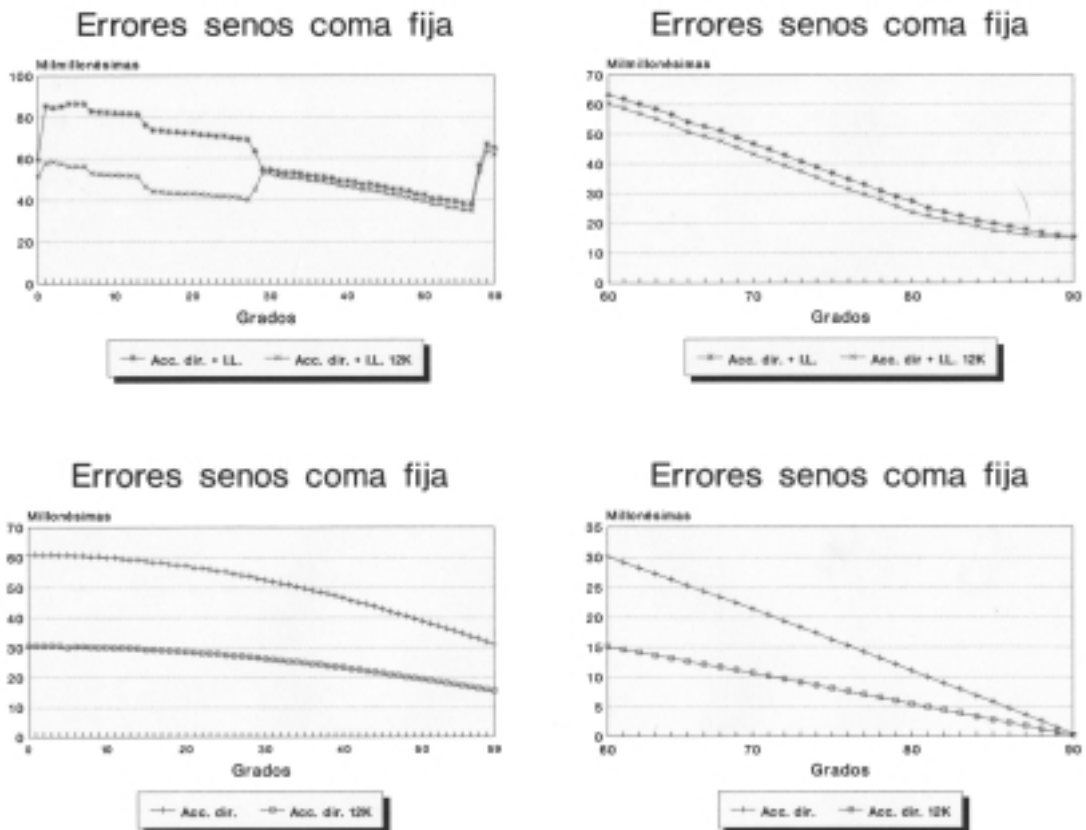 Errores senos coma fija
Milmillonésimas
100
80
60
40
20
0
0 10 20 30 40 50 59
Grados
Acc. dir. + I.L. Acc. dir. + I.L. 12K
Errores senos coma fija
Milmillonésimas
70
60
50
40
30
20
10
0
60 70 80 90
Grados
Acc. dir. + I.L. Acc. dir + I.L. 12K
Errores senos coma fija
Millonésimas
70
60
50
40
30
20
10
0
0 10 20 30 40 50 59
Grados
Acc. dir. Acc. dir. 12K
Errores senos coma fija
Millonésimas
35
30
25
20
15
10
5
0
60 70 80 90
Grados
Acc. dir. Acc. dir. 12K